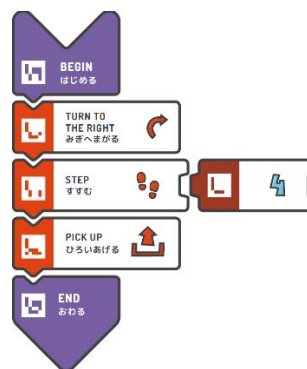 BEGIN
はじめる
TURN TO
THE RIGHT
みぎへまがる
STEP
すすむ
PICK UP
ひろいあげる
END
おわる